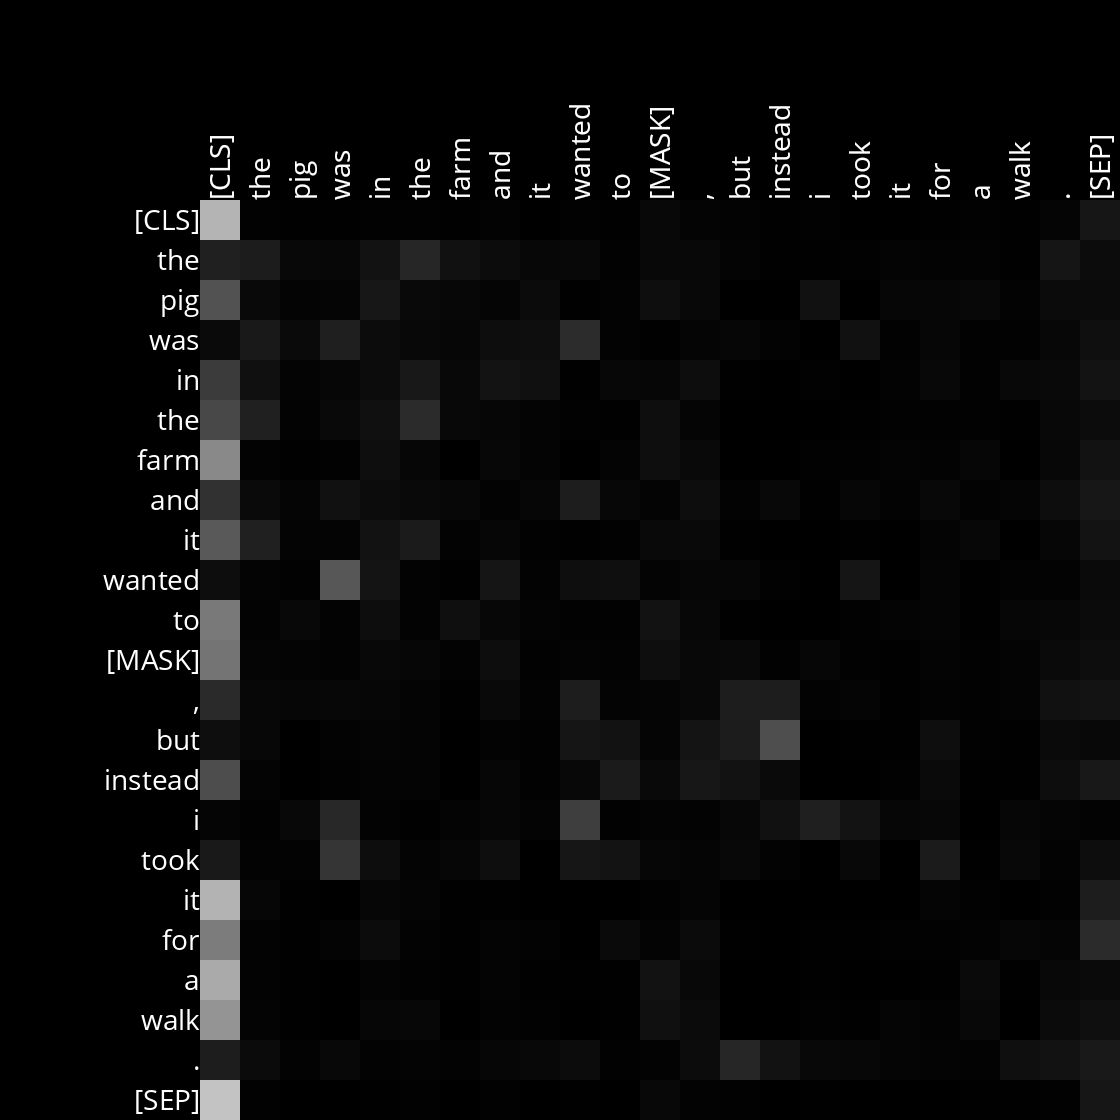 [CLS] the pig was in the farm and it wanted to [MASK] , but instead i took it for a walk . [SEP]
[CLS]
the
pig
was
in
the
farm
and
it
wanted
to
[MASK]
,
but
instead
i
took
it
for
a
walk
.
[SEP]